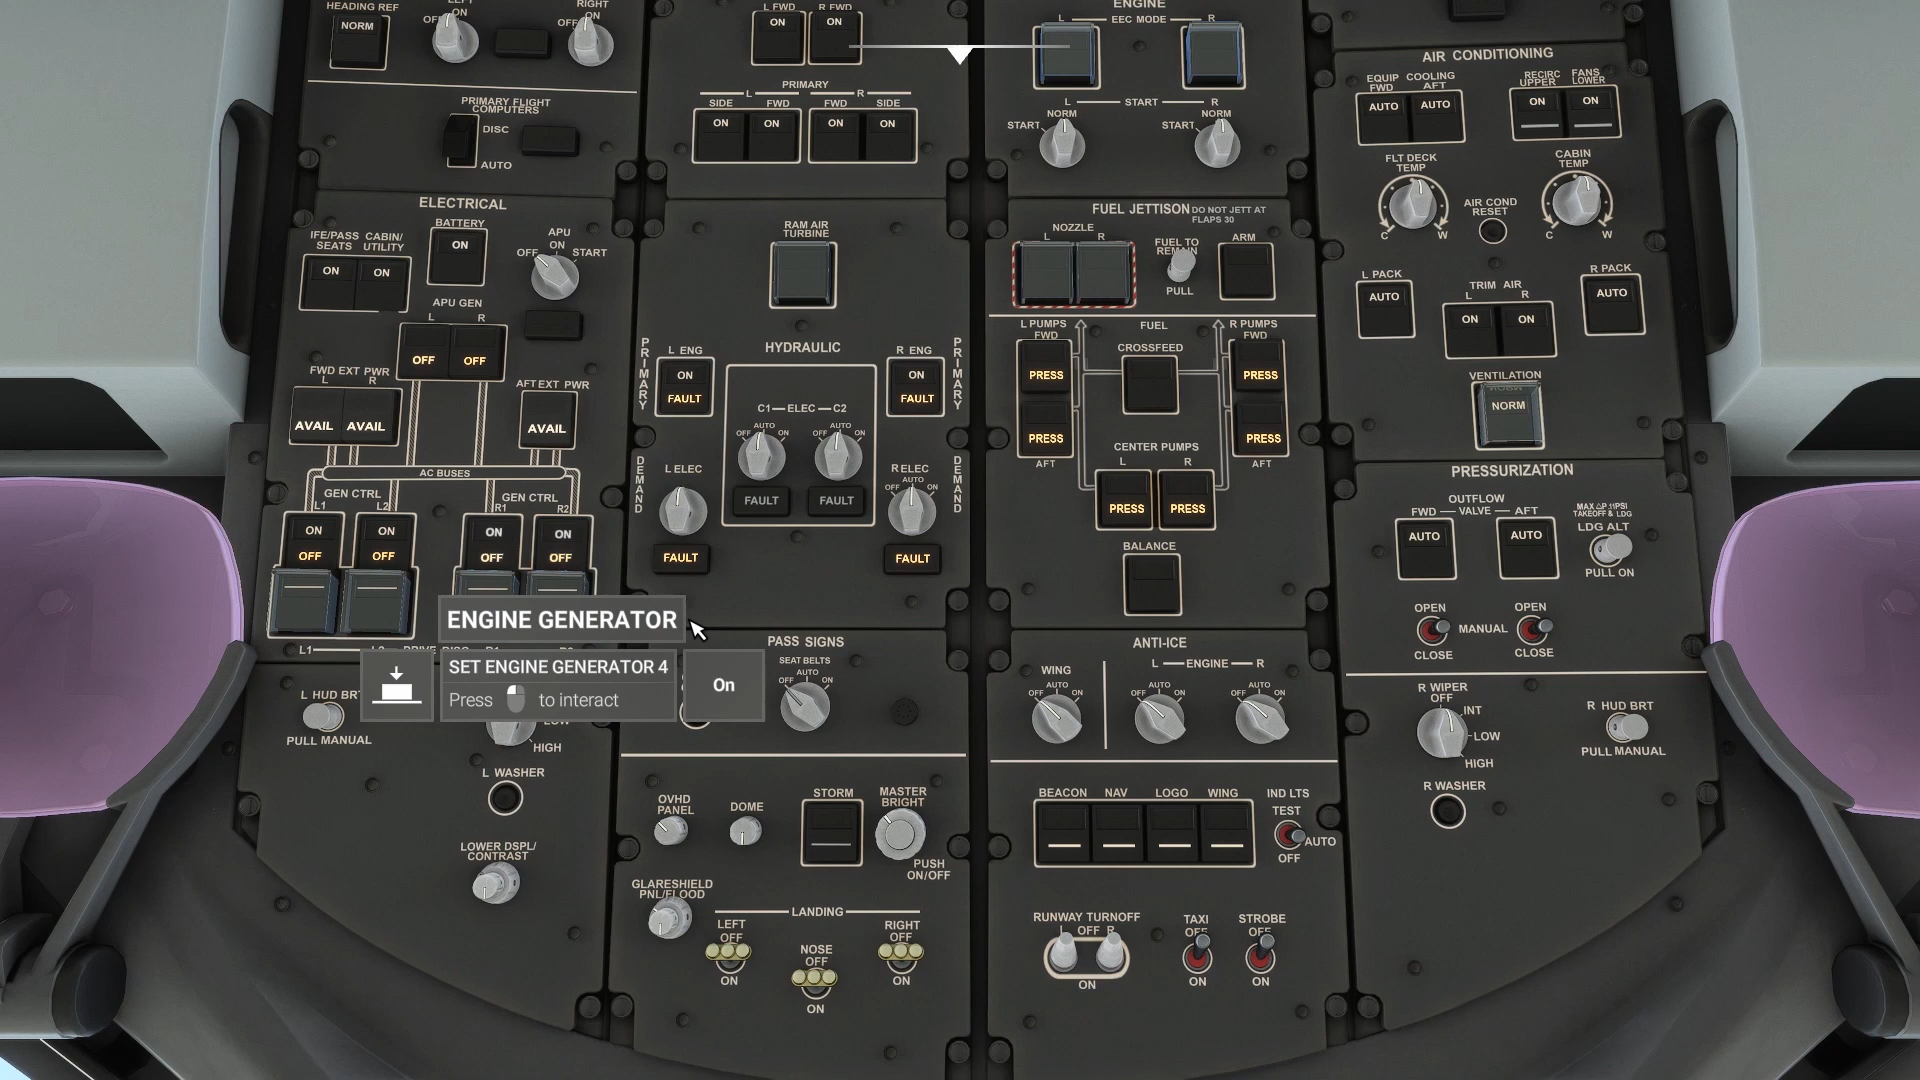 HEADING REF
NORM
LEFT
ON
OFF
RIGHT
ON
OFF
PRIMARY FLIGHT
COMPUTERS
DISC
AUTO
ELECTRICAL
BATTERY
ON
IFE/PASS
SEATS
CABIN/
UTILITY
ON
ON
APU
ON
OFF
START
APU GEN
L
R
OFF
OFF
FWD EXT PWR
L
R
AVAIL
AVAIL
AFT EXT PWR
AVAIL
AC BUSES
GEN CTRL
L1
L2
GEN CTRL
R1
R2
ON
OFF
ON
OFF
ON
OFF
ON
OFF
L1
L2
DRIVE
ENGINE GENERATOR
SET ENGINE GENERATOR 4
Press to interact
On
L HUD BRT
PULL MANUAL
LOW
HIGH
L WASHER
LOWER DSPL/
CONTRAST
L FWD
R FWD
ON
ON
PRIMARY
L
R
SIDE
FWD
FWD
SIDE
ON
ON
ON
ON
RAM AIR
TURBINE
HYDRAULIC
PRIMARY
L ENG
ON
FAULT
R ENG
ON
FAULT
PRIMARY
C1 ELEC C2
OFF
AUTO
ON
OFF
AUTO
ON
FAULT
FAULT
DEMAND
L ELEC
FAULT
R ELEC
OFF
AUTO
ON
FAULT
DEMAND
PASS SIGNS
SEAT BELTS
OFF
AUTO
ON
OVHD
PANEL
DOME
STORM
MASTER
BRIGHT
PUSH
ON/OFF
GLARESHIELD
PNL/FLOOD
LANDING
LEFT
OFF
ON
NOSE
OFF
ON
RIGHT
OFF
ON
ENGINE
L EEC MODE R
L START R
NORM
START
NORM
START
FUEL JETTISON
DO NOT JETT AT
FLAPS 30
NOZZLE
L
R
FUEL TO
REMAIN
PULL
ARM
L PUMPS
FWD
PRESS
PRESS
AFT
FUEL
CROSSFEED
R PUMPS
FWD
PRESS
PRESS
AFT
CENTER PUMPS
L
R
PRESS
PRESS
BALANCE
ANTI-ICE
WING
OFF
AUTO
ON
L ENGINE R
OFF
AUTO
ON
OFF
AUTO
ON
BEACON
NAV
LOGO
WING
IND LTS
TEST
AUTO
OFF
RUNWAY TURNOFF
L OFF R
ON
TAXI
OFF
ON
STROBE
OFF
ON
AIR CONDITIONING
EQUIP COOLING
FWD
AFT
AUTO
AUTO
RECIRC FANS
UPPER
LOWER
ON
ON
FLT DECK
TEMP
C
W
AIR COND
RESET
CABIN
TEMP
C
W
L PACK
AUTO
TRIM AIR
L
R
ON
ON
R PACK
AUTO
VENTILATION
NORM
PRESSURIZATION
OUTFLOW
FWD VALVE AFT
AUTO
AUTO
TAKEOFF & LDG
LDG ALT
PULL ON
OPEN
CLOSE
MANUAL
OPEN
CLOSE
R WIPER
OFF
INT
LOW
HIGH
R HUD BRT
PULL MANUAL
R WASHER